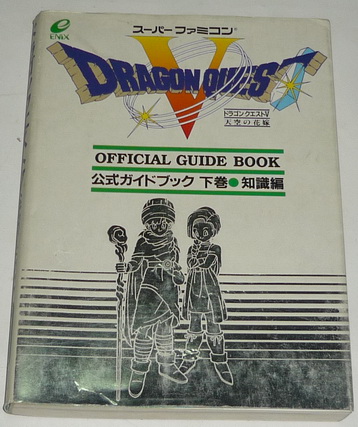 スーパーファミコン®
ENIX
DRAGON QUEST
V
ドラゴンクエストV
天空の花嫁
OFFICIAL GUIDE BOOK
公式ガイドブック 下巻●知識編